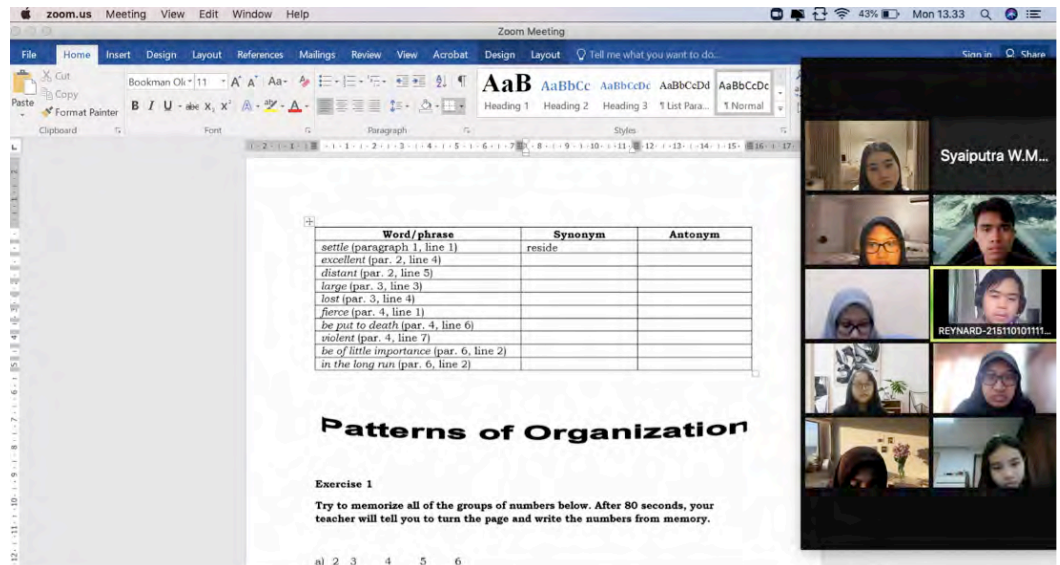 zoom.us Meeting View Edit Window Help 43% Mon 13.33
Zoom Meeting
File Home Insert Design Layout References Mailings Review View Acrobat Design Layout Tell me what you want to do... Sign in Share
Cut
Copy
Paste
Format Painter
Clipboard
Bookman Ol 11
Font
Paragraph
AaB AaBbCc AaBbCcDc AaBbCcDd AaBbCcDc
Heading 1 Heading 2 Heading 3 ¶ List Para... ¶ Normal
Styles
Word/phrase Synonym Antonym
settle (paragraph 1, line 1) reside
excellent (par. 2, line 4)
distant (par. 2, line 5)
large (par. 3, line 3)
lost (par. 3, line 4)
fierce (par. 4, line 1)
be put to death (par. 4, line 6)
violent (par. 4, line 7)
be of little importance (par. 6, line 2)
in the long run (par. 6, line 2)
Patterns of Organization
Exercise 1
Try to memorize all of the groups of numbers below. After 80 seconds, your
teacher will tell you to turn the page and write the numbers from memory.
a) 2 3 4 5 6
Syaiputra W.M...
REYNARD-215110101111...